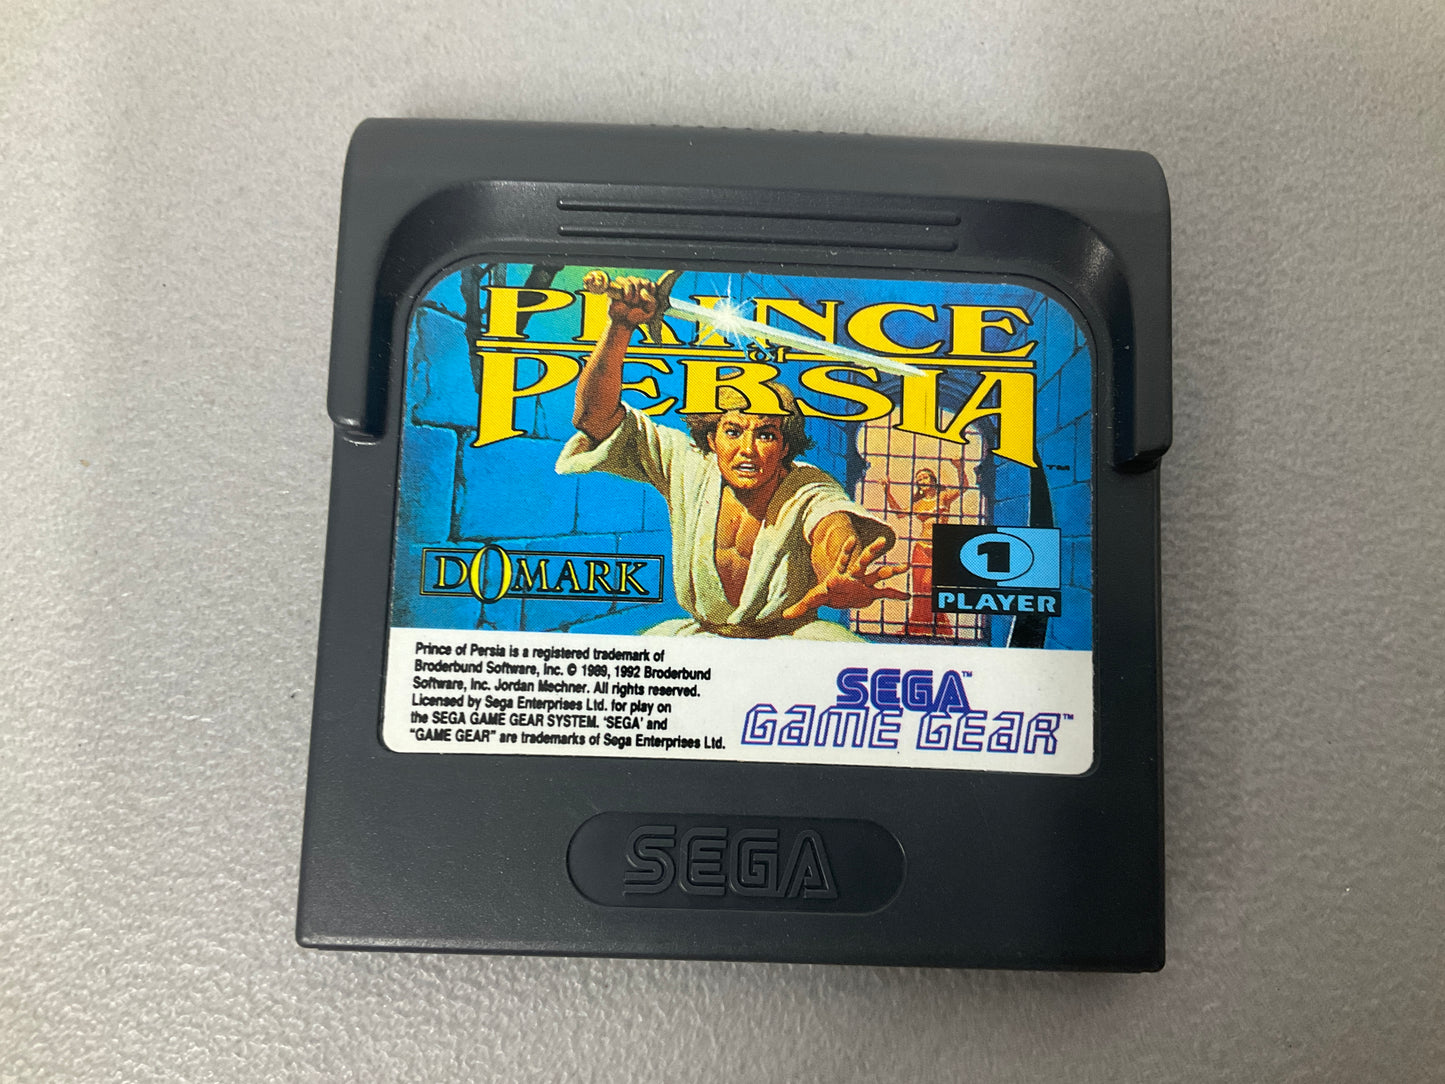 PRINCE
of
PERSIA™
DOMARK
1
PLAYER
Prince of Persia is a registered trademark of
Broderbund Software, Inc. © 1989, 1992 Broderbund
Software, Inc. Jordan Mechner. All rights reserved.
Licensed by Sega Enterprises Ltd. for play on
the SEGA GAME GEAR SYSTEM. 'SEGA' and
"GAME GEAR" are trademarks of Sega Enterprises Ltd.
SEGA™
GAME GEAR™
SEGA